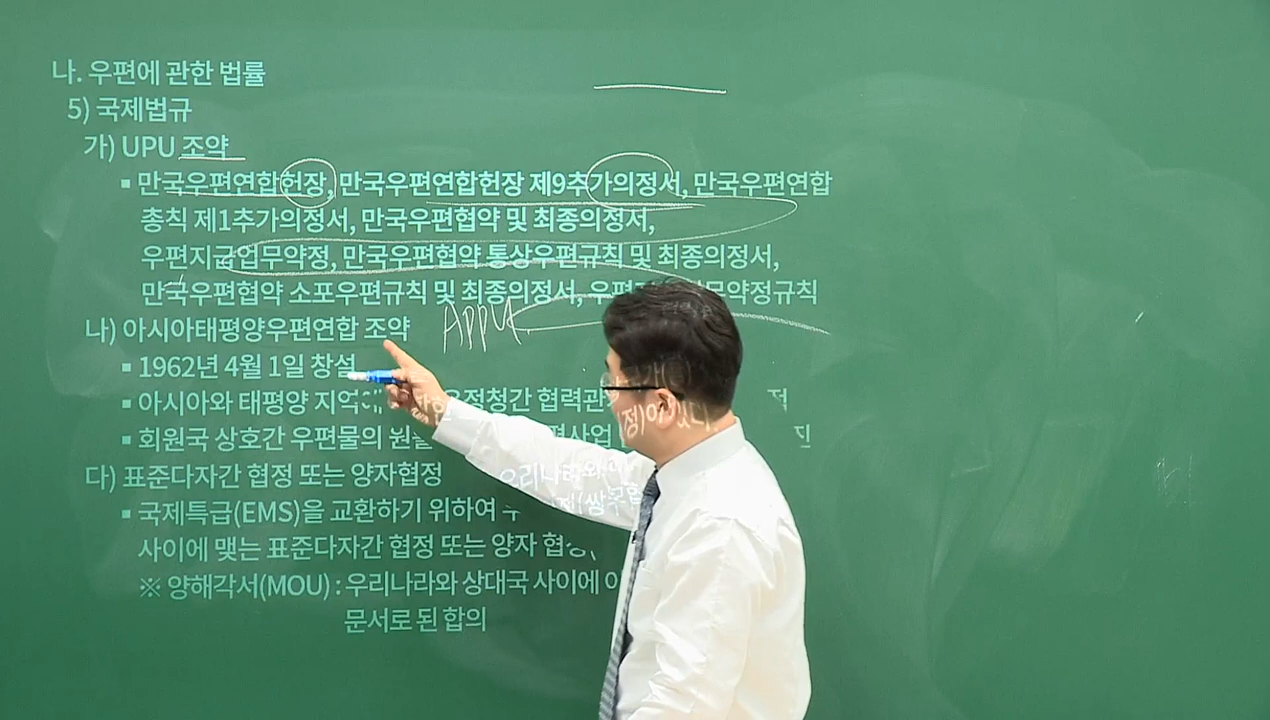 나. 우편에 관한 법률
5) 국제법규
가) UPU 조약
▪ 만국우편연합헌장, 만국우편연합헌장 제9추가의정서, 만국우편연합
총칙 제1추가의정서, 만국우편협약 및 최종의정서,
우편지급업무약정, 만국우편협약 통상우편규칙 및 최종의정서,
만국우편협약 소포우편규칙 및 최종의정서,
나) 아시아태평양우편연합 조약 APPU
▪ 1962년 4월 1일 창설
▪ 아시아와 태평양 지역에
▪ 회원국 상호간 우편물의
다) 표준다자간 협정 또는 양자협정
▪ 국제특급(EMS)을 교환하기 위하여 우리나라와
사이에 맺는 표준다자간 협정 또는 양자 협정
※ 양해각서(MOU) : 우리나라와 상대국 사이에
문서로 된 합의